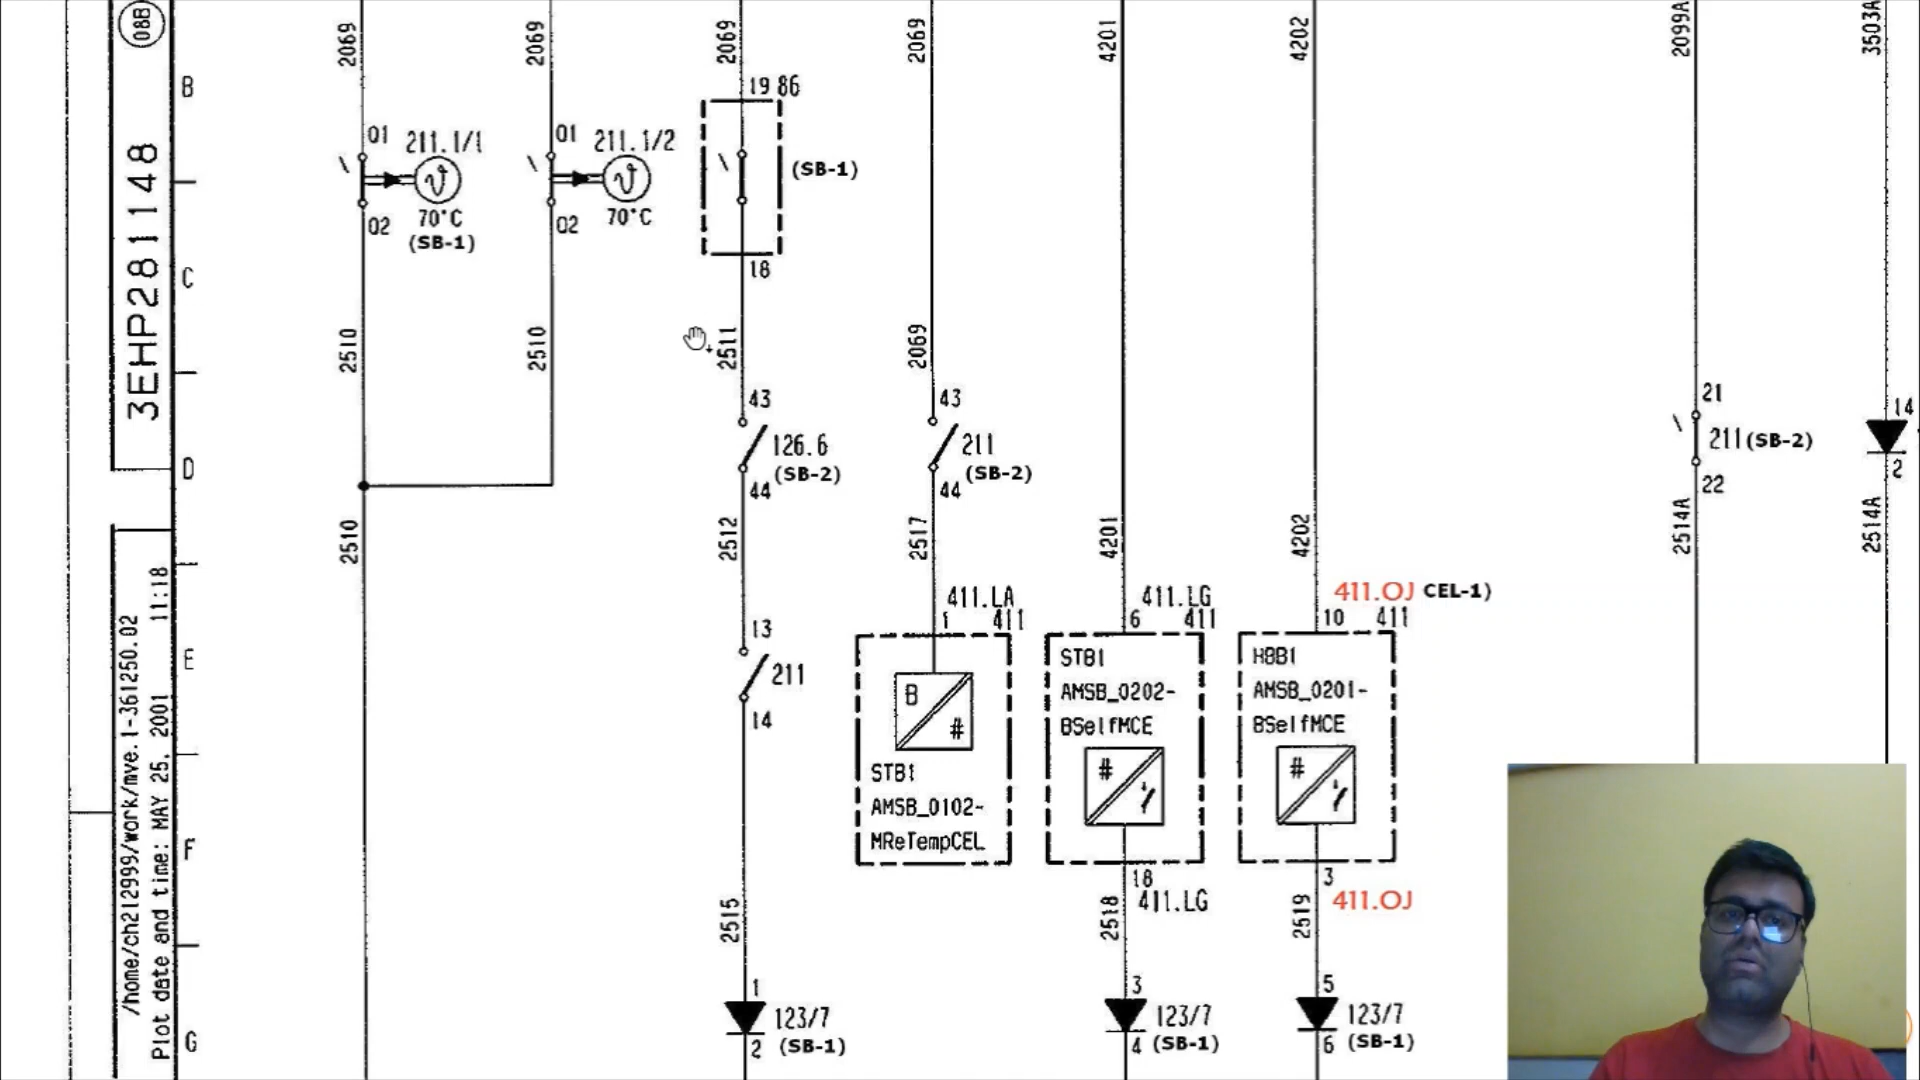 08B
3EHP281148
/home/ch212999/work/mve.1-361250.02
Plot date and time: MAY 25, 2001 11:18
B
C
D
E
F
G
2069
2069
2069
2069
4201
4202
2099A
3503A
19 86
01 211.1/1
01 211.1/2
(SB-1)
70°C
70°C
02
(SB-1)
02
18
2510
2510
2511
2069
43
43
21
14
126.6
211
211 (SB-2)
(SB-2)
(SB-2)
44
44
22
2
2510
2512
2517
4201
4202
2514A
2514A
411.LA
411.LG
411.OJ CEL-1)
1 411
6 411
10 411
13
211
14
STB1
HBB1
AMSB_0202-
AMSB_0201-
BSelfMCE
BSelfMCE
B
#
#
#
STB1
AMSB_0102-
MReTempCEL
18
3
411.LG
411.OJ
2515
2518
2519
1
3
5
123/7
123/7
123/7
2 (SB-1)
4 (SB-1)
6 (SB-1)